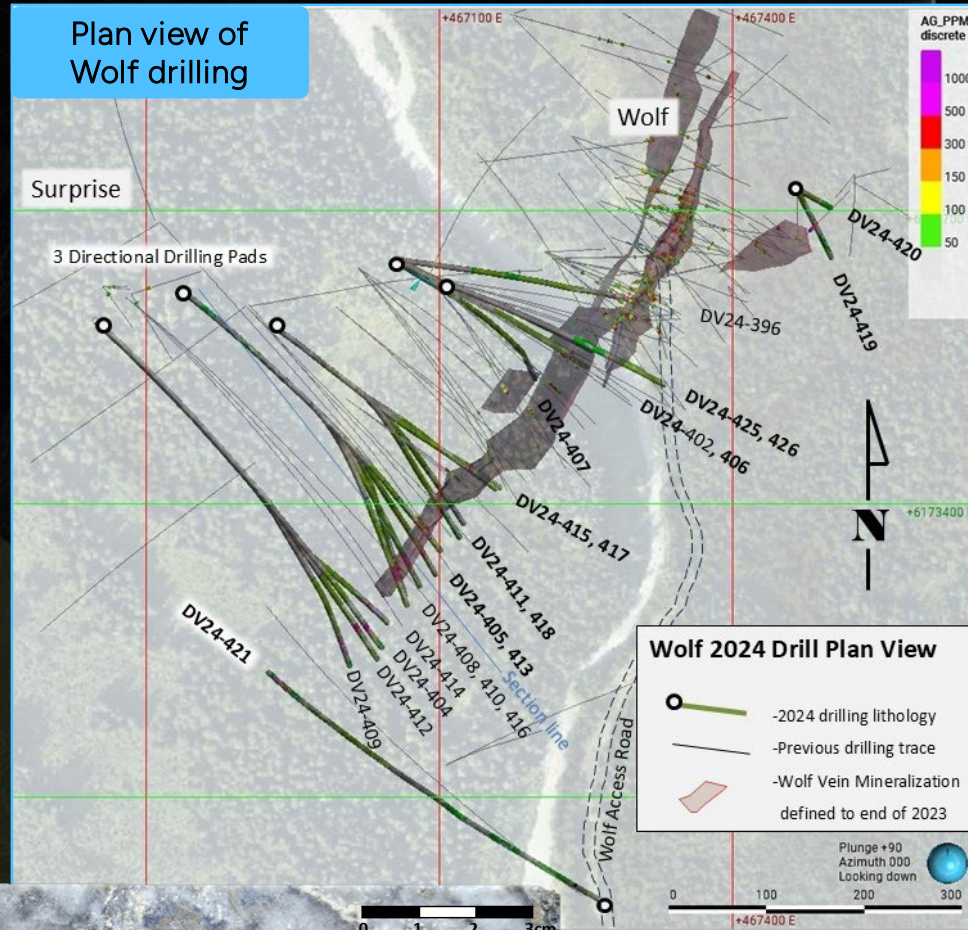 Plan view of
Wolf drilling
+467100 E
+467400 E
AG_PPM
discrete
1000
500
300
150
100
50
Wolf
Surprise
3 Directional Drilling Pads
DV24-420
DV24-419
DV24-396
DV24-425, 426
DV24-402, 406
DV24-407
DV24-415, 417
DV24-411, 418
DV24-405, 413
DV24-408, 410, 416
DV24-414
DV24-404
DV24-412
DV24-409
DV24-421
Section line
Wolf Access Road
+6173400
N
Wolf 2024 Drill Plan View
-2024 drilling lithology
-Previous drilling trace
-Wolf Vein Mineralization
defined to end of 2023
Plunge +90
Azimuth 000
Looking down
0 100 200 300
+467400 E
0 1 2 3cm